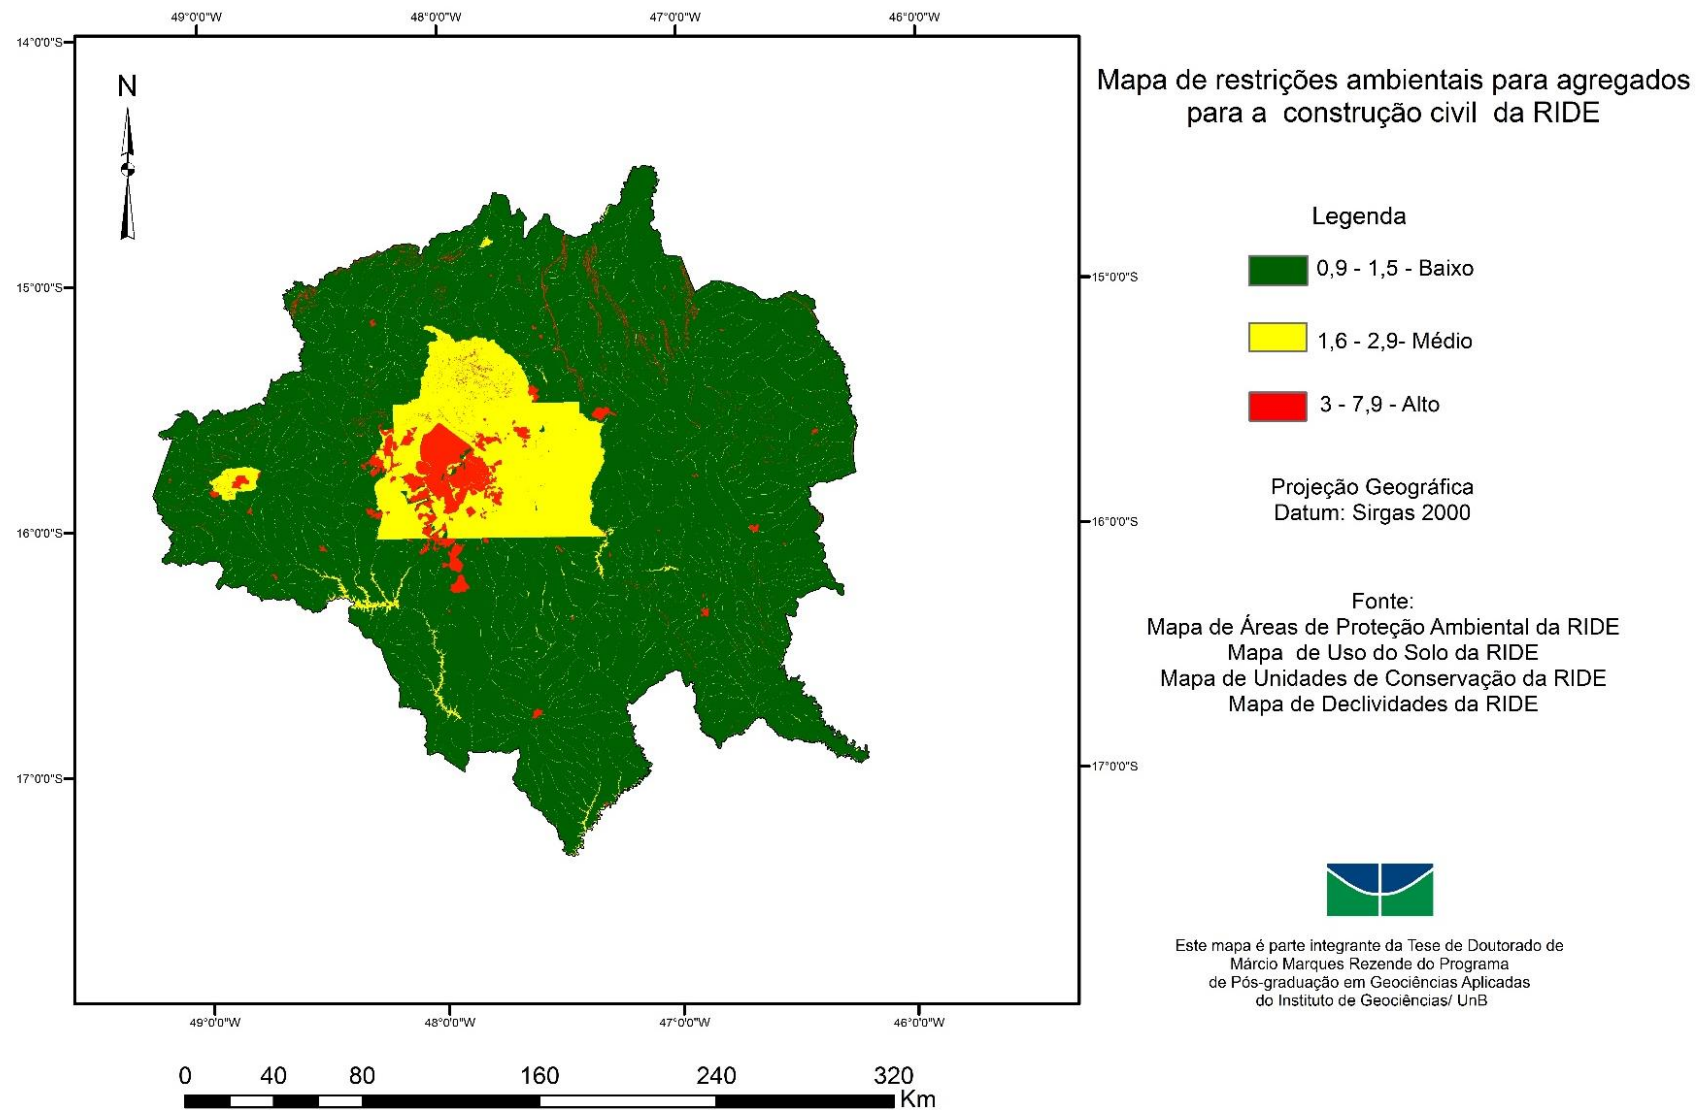 49°0'0"W
48°0'0"W
47°0'0"W
46°0'0"W
14°0'0"S
15°0'0"S
16°0'0"S
17°0'0"S
N
15°0'0"S
16°0'0"S
17°0'0"S
49°0'0"W
48°0'0"W
47°0'0"W
46°0'0"W
0 40 80 160 240 320
Km
Mapa de restrições ambientais para agregados
para a construção civil da RIDE
Legenda
0,9 - 1,5 - Baixo
1,6 - 2,9- Médio
3 - 7,9 - Alto
Projeção Geográfica
Datum: Sirgas 2000
Fonte:
Mapa de Áreas de Proteção Ambiental da RIDE
Mapa de Uso do Solo da RIDE
Mapa de Unidades de Conservação da RIDE
Mapa de Declividades da RIDE
Este mapa é parte integrante da Tese de Doutorado de
Márcio Marques Rezende do Programa
de Pós-graduação em Geociências Aplicadas
do Instituto de Geociências/ UnB